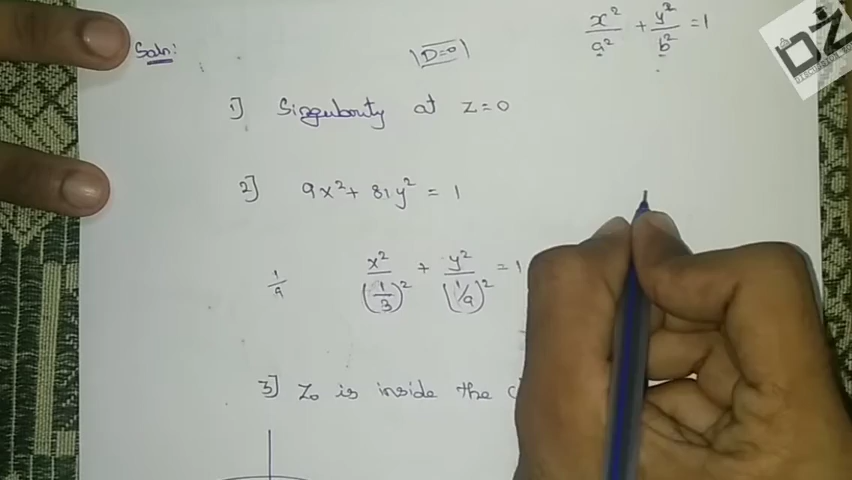 Soln:
|D=0|
x²/a² + y²/b² = 1
DZ
1] Singularity at z=0
2] 9x² + 81y² = 1
1/9
x²/(1/3)² + y²/(1/9)² = 1
3] Z₀ is inside the